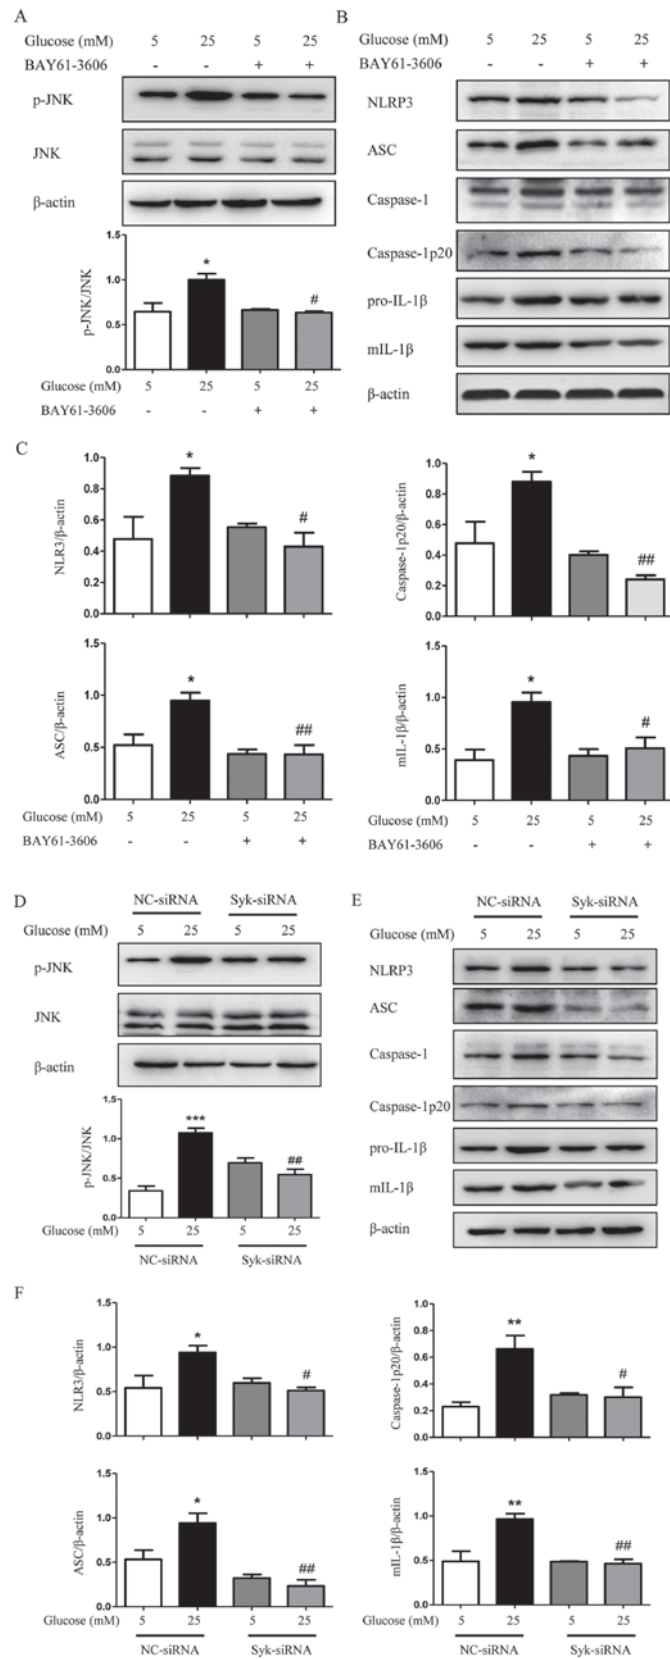 A
Glucose (mM) 5 25 5 25
BAY61-3606 - - + +
p-JNK
JNK
β-actin
p-JNK/JNK
1.5
1.0
0.5
0.0
*
#
Glucose (mM) 5 25 5 25
BAY61-3606 - - + +
B
Glucose (mM) 5 25 5 25
BAY61-3606 - - + +
NLRP3
ASC
Caspase-1
Caspase-1p20
pro-IL-1β
mIL-1β
β-actin
C
NLR3/β-actin
1.0
0.8
0.6
0.4
0.2
0.0
*
#
Caspase-1p20/β-actin
1.0
0.8
0.6
0.4
0.2
0.0
*
##
ASC/β-actin
1.5
1.0
0.5
0.0
*
##
Glucose (mM) 5 25 5 25
BAY61-3606 - - + +
mIL-1β/β-actin
1.5
1.0
0.5
0.0
*
#
Glucose (mM) 5 25 5 25
BAY61-3606 - - + +
D
NC-siRNA Syk-siRNA
Glucose (mM) 5 25 5 25
p-JNK
JNK
β-actin
p-JNK/JNK
1.5
1.0
0.5
0.0
***
##
Glucose (mM) 5 25 5 25
NC-siRNA Syk-siRNA
E
NC-siRNA Syk-siRNA
Glucose (mM) 5 25 5 25
NLRP3
ASC
Caspase-1
Caspase-1p20
pro-IL-1β
mIL-1β
β-actin
F
NLR3/β-actin
1.5
1.0
0.5
0.0
*
#
Caspase-1p20/β-actin
1.0
0.8
0.6
0.4
0.2
0.0
**
#
ASC/β-actin
1.5
1.0
0.5
0.0
*
##
Glucose (mM) 5 25 5 25
NC-siRNA Syk-siRNA
mIL-1β/β-actin
1.5
1.0
0.5
0.0
**
##
Glucose (mM) 5 25 5 25
NC-siRNA Syk-siRNA